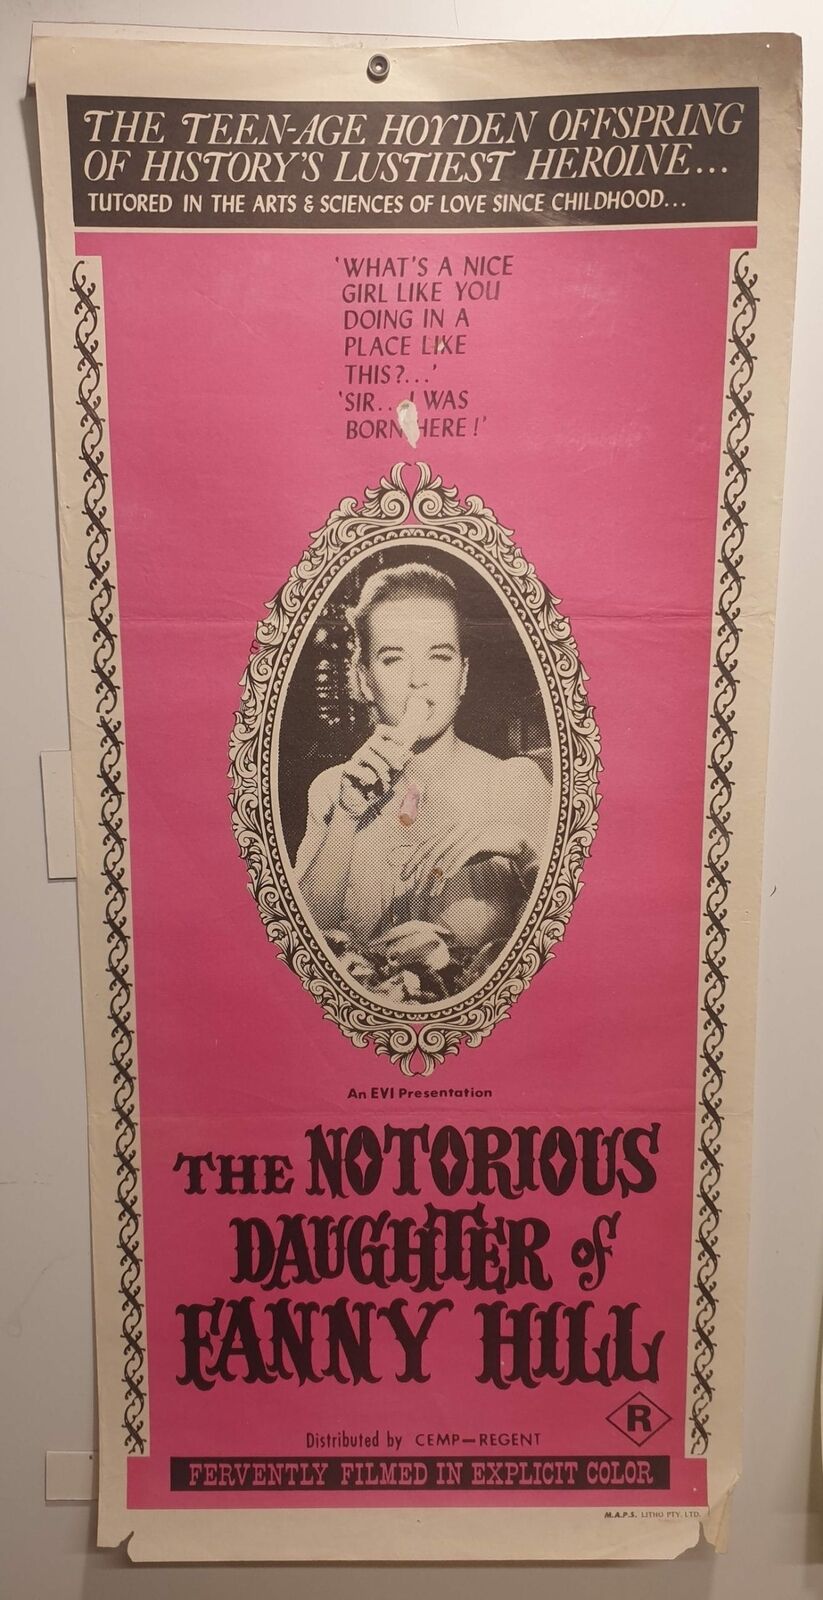 THE TEEN-AGE HOYDEN OFFSPRING
OF HISTORY'S LUSTIEST HEROINE...
TUTORED IN THE ARTS & SCIENCES OF LOVE SINCE CHILDHOOD...
'WHAT'S A NICE
GIRL LIKE YOU
DOING IN A
PLACE LIKE
THIS?...'
'SIR... I WAS
BORN HERE!'
An EVI Presentation
THE NOTORIOUS
DAUGHTER of
FANNY HILL
R
Distributed by CEMP-REGENT
FERVENTLY FILMED IN EXPLICIT COLOR
M.A.P.S. LITHO PTY. LTD.